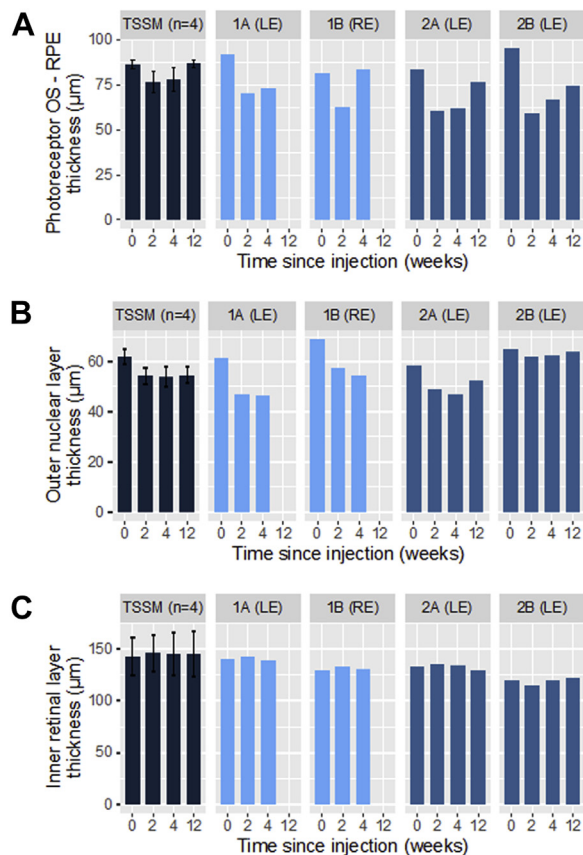 A
TSSM (n=4) 1A (LE) 1B (RE) 2A (LE) 2B (LE)
Photoreceptor OS - RPE
thickness (µm)
100
75
50
25
0
0 2 4 12 0 2 4 12 0 2 4 12 0 2 4 12 0 2 4 12
Time since injection (weeks)
B
TSSM (n=4) 1A (LE) 1B (RE) 2A (LE) 2B (LE)
Outer nuclear layer
thickness (µm)
60
40
20
0
0 2 4 12 0 2 4 12 0 2 4 12 0 2 4 12 0 2 4 12
Time since injection (weeks)
C
TSSM (n=4) 1A (LE) 1B (RE) 2A (LE) 2B (LE)
Inner retinal layer
thickness (µm)
150
100
50
0
0 2 4 12 0 2 4 12 0 2 4 12 0 2 4 12 0 2 4 12
Time since injection (weeks)